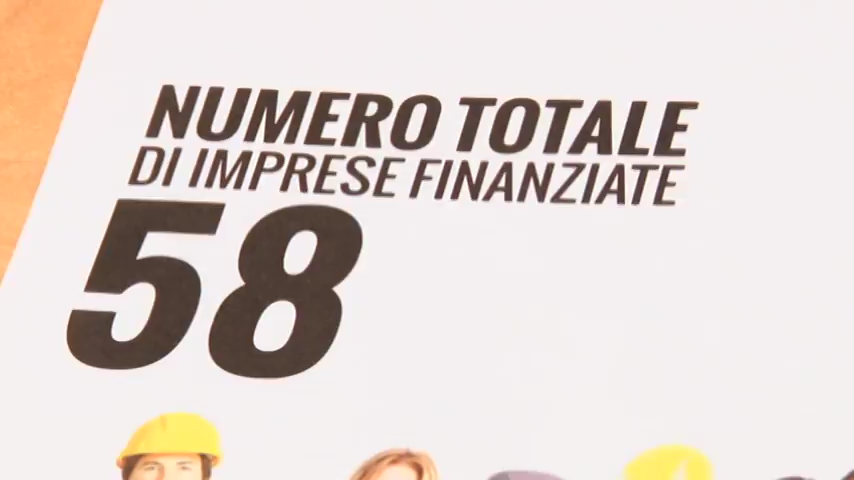 NUMERO TOTALE
DI IMPRESE FINANZIATE
58